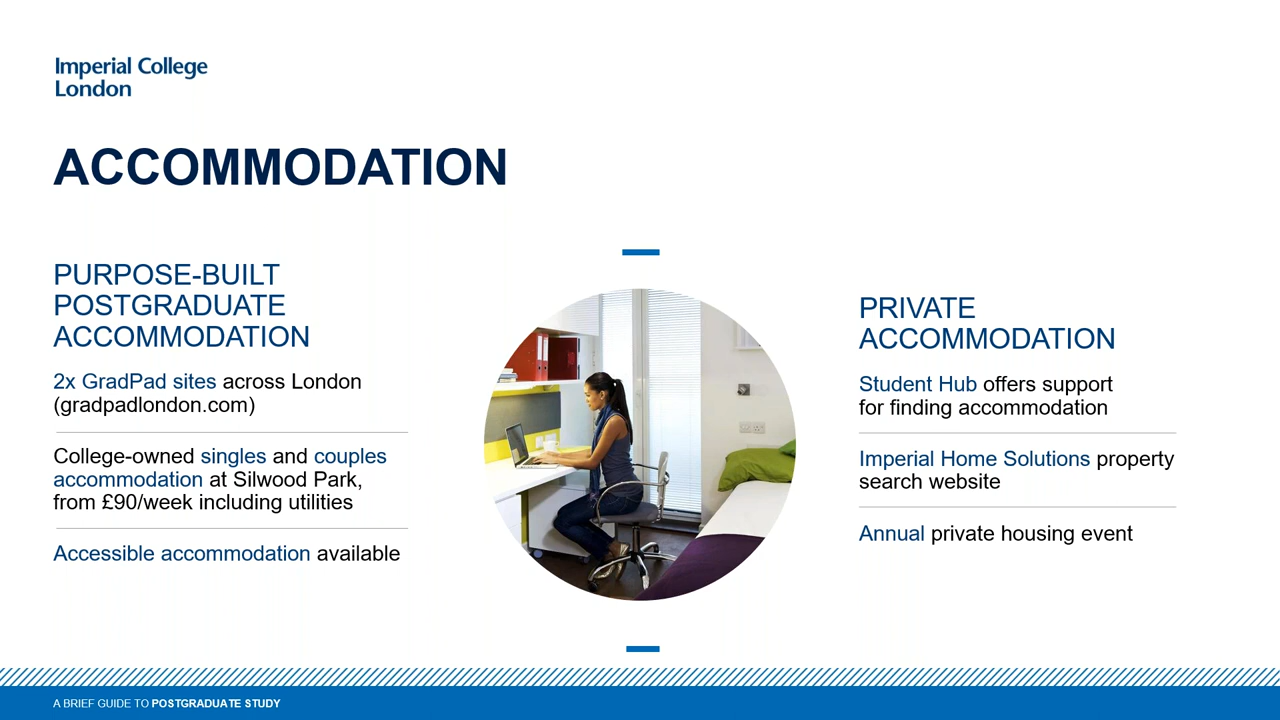 Imperial College
London
ACCOMMODATION
PURPOSE-BUILT
POSTGRADUATE
ACCOMMODATION
2x GradPad sites across London
(gradpadlondon.com)
College-owned singles and couples
accommodation at Silwood Park,
from £90/week including utilities
Accessible accommodation available
PRIVATE
ACCOMMODATION
Student Hub offers support
for finding accommodation
Imperial Home Solutions property
search website
Annual private housing event
A BRIEF GUIDE TO POSTGRADUATE STUDY